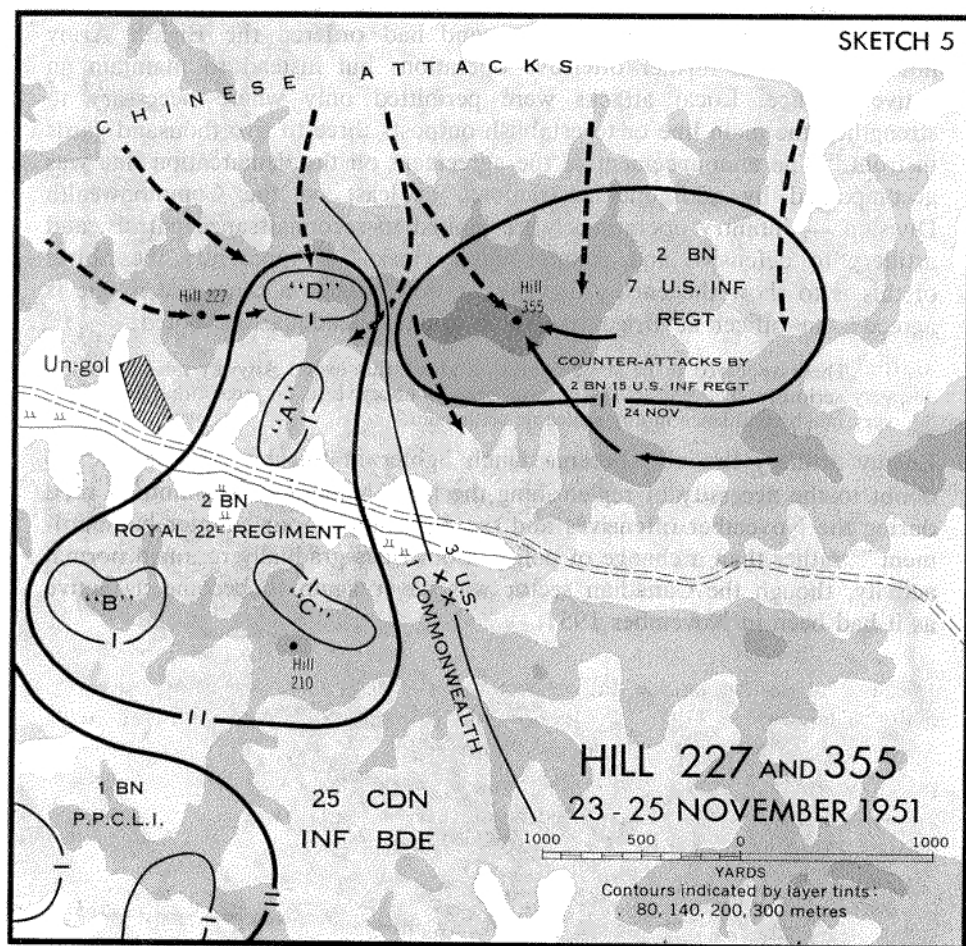 SKETCH 5
CHINESE ATTACKS
Hill 227
"D"
Un-gol
"A"
2 BN
7 U.S. INF
REGT
Hill
355
COUNTER-ATTACKS BY
2 BN 15 U.S. INF REGT
24 NOV
2 BN
ROYAL 22E REGIMENT
"B"
"C"
Hill
210
3 U.S.
XX
1 COMMONWEALTH
1 BN
P.P.C.L.I.
25 CDN
INF BDE
HILL 227 AND 355
23 - 25 NOVEMBER 1951
1000 500 0 1000
YARDS
Contours indicated by layer tints:
80, 140, 200, 300 metres